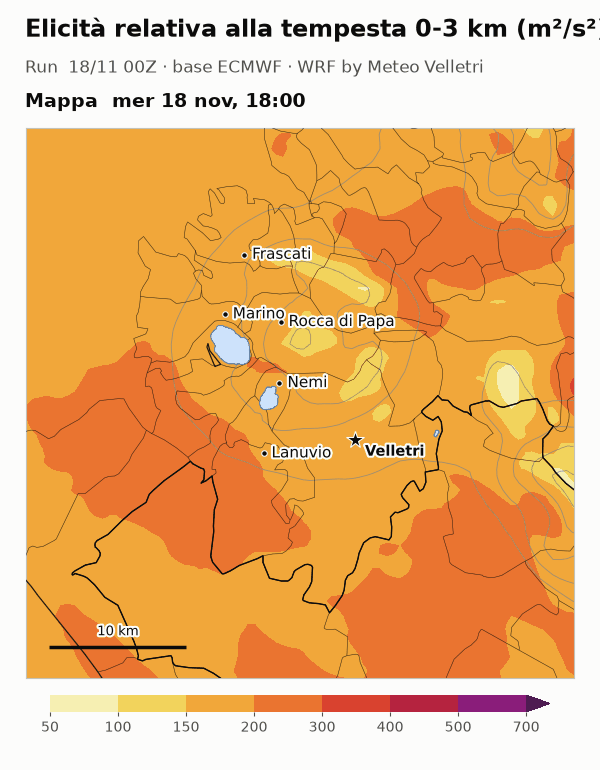 Elicità relativa alla tempesta 0-3 km (m²/s²)
Run 18/11 00Z · base ECMWF · WRF by Meteo Velletri
Mappa mer 18 nov, 18:00
Frascati
Marino
Rocca di Papa
Nemi
Velletri
Lanuvio
10 km
50 100 150 200 300 400 500 700